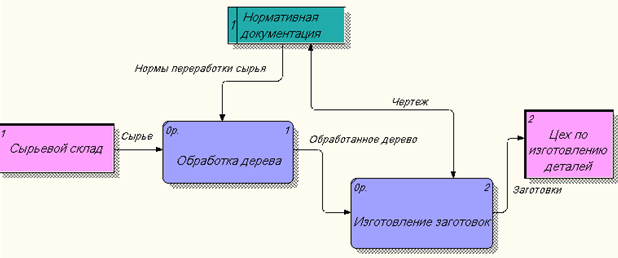 1
Нормативная
документация
Нормы переработки сырья
Чертеж
1
Сырьевой склад
Сырье
0р.
1
Обработка дерева
Обработанное дерево
2
Цех по
изготовлению
деталей
Заготовки
0р.
2
Изготовление заготовок